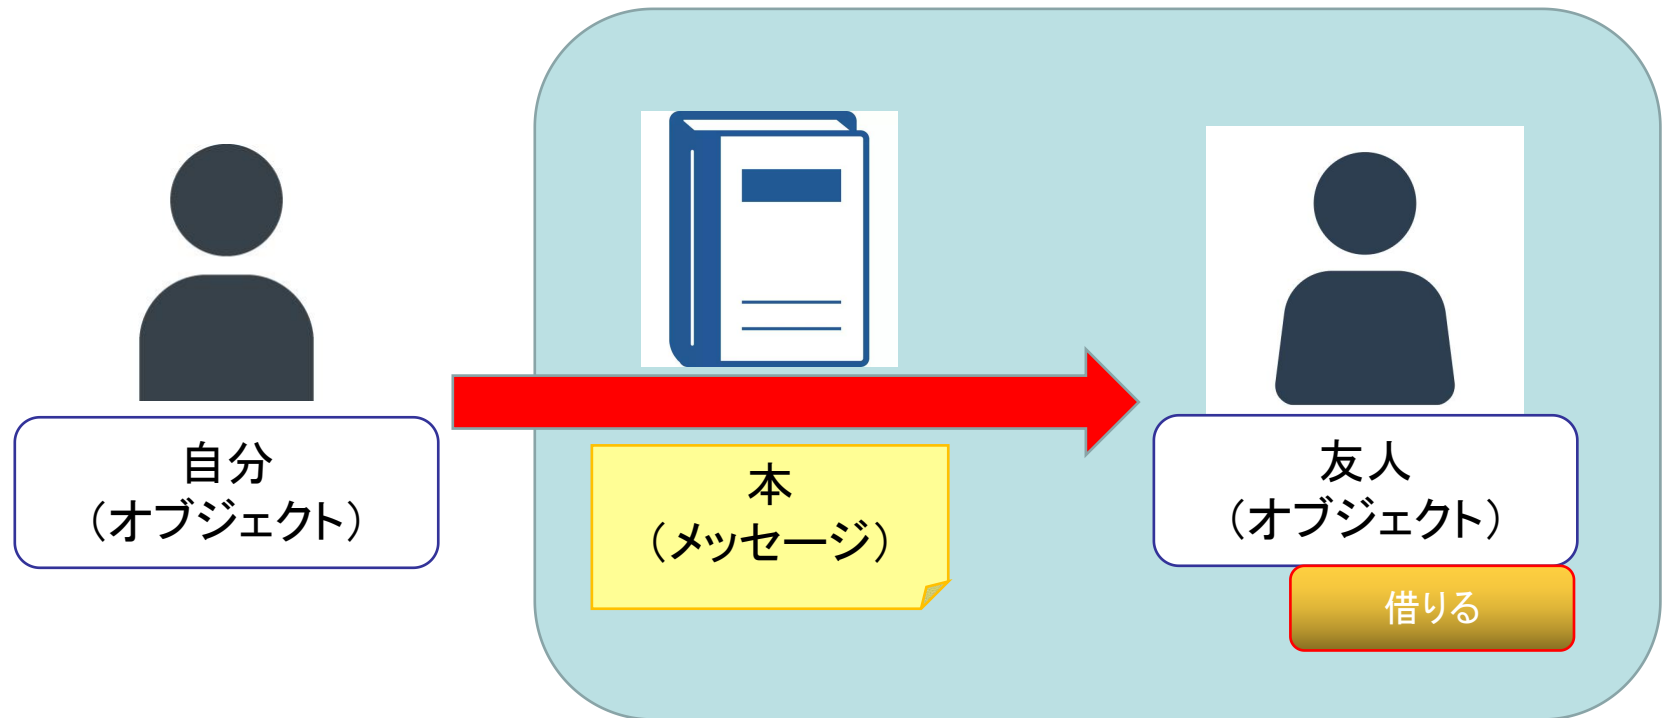 自分
（オブジェクト）
本
（メッセージ）
友人
（オブジェクト）
借りる